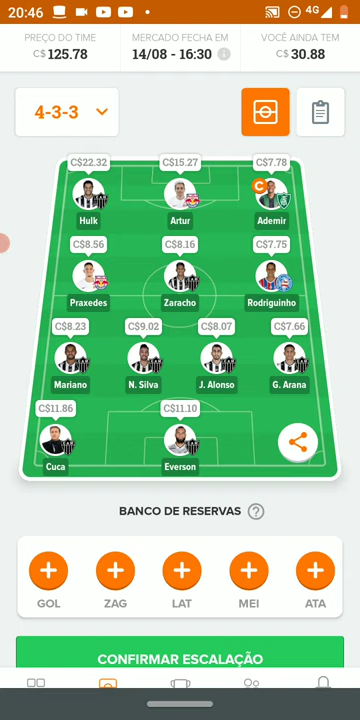 20:46 4G
PREÇO DO TIME MERCADO FECHA EM VOCÊ AINDA TEM
C$ 125.78 14/08 - 16:30 C$ 30.88
4-3-3
C$22.32 C$15.27 C$7.78
C
Hulk Artur Ademir
C$8.56 C$8.16 C$7.75
Praxedes Zaracho Rodriguinho
C$8.23 C$9.02 C$8.07 C$7.66
Mariano N. Silva J. Alonso G. Arana
C$11.86 C$11.10
Cuca Everson
BANCO DE RESERVAS ?
GOL ZAG LAT MEI ATA
CONFIRMAR ESCALAÇÃO